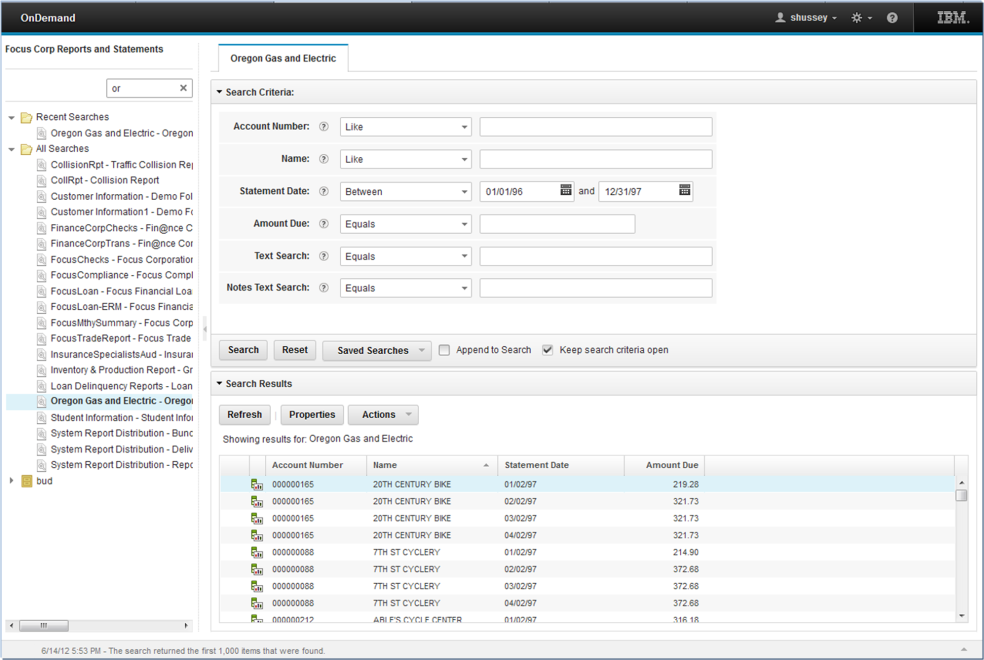 OnDemand
shussey
IBM.
Focus Corp Reports and Statements
or
Recent Searches
Oregon Gas and Electric - Oregon
All Searches
CollisionRpt - Traffic Collision Rep
CollRpt - Collision Report
Customer Information - Demo Fol
Customer Information1 - Demo Fo
FinanceCorpChecks - Fin@nce C
FinanceCorpTrans - Fin@nce Cor
FocusChecks - Focus Corporation
FocusCompliance - Focus Compl
FocusLoan - Focus Financial Loa
FocusLoan-ERM - Focus Financia
FocusMthySummary - Focus Corp
FocusTradeReport - Focus Trade
InsuranceSpecialistsAud - Insuran
Inventory & Production Report - Gr
Loan Delinquency Reports - Loan
Oregon Gas and Electric - Oregon
Student Information - Student Infor
System Report Distribution - Bund
System Report Distribution - Deliv
System Report Distribution - Repo
bud
Oregon Gas and Electric
Search Criteria:
Account Number: Like
Name: Like
Statement Date: Between 01/01/96 and 12/31/97
Amount Due: Equals
Text Search: Equals
Notes Text Search: Equals
Search Reset Saved Searches Append to Search Keep search criteria open
Search Results
Refresh Properties Actions
Showing results for: Oregon Gas and Electric
Account Number Name Statement Date Amount Due
000000165 20TH CENTURY BIKE 01/02/97 219.28
000000165 20TH CENTURY BIKE 02/02/97 321.73
000000165 20TH CENTURY BIKE 03/02/97 321.73
000000165 20TH CENTURY BIKE 04/02/97 321.73
000000088 7TH ST CYCLERY 01/02/97 214.90
000000088 7TH ST CYCLERY 02/02/97 372.68
000000088 7TH ST CYCLERY 03/02/97 372.68
000000088 7TH ST CYCLERY 04/02/97 372.68
000000212 ABLE'S CYCLE CENTER 01/02/97 316.18
6/14/12 5:53 PM - The search returned the first 1,000 items that were found.